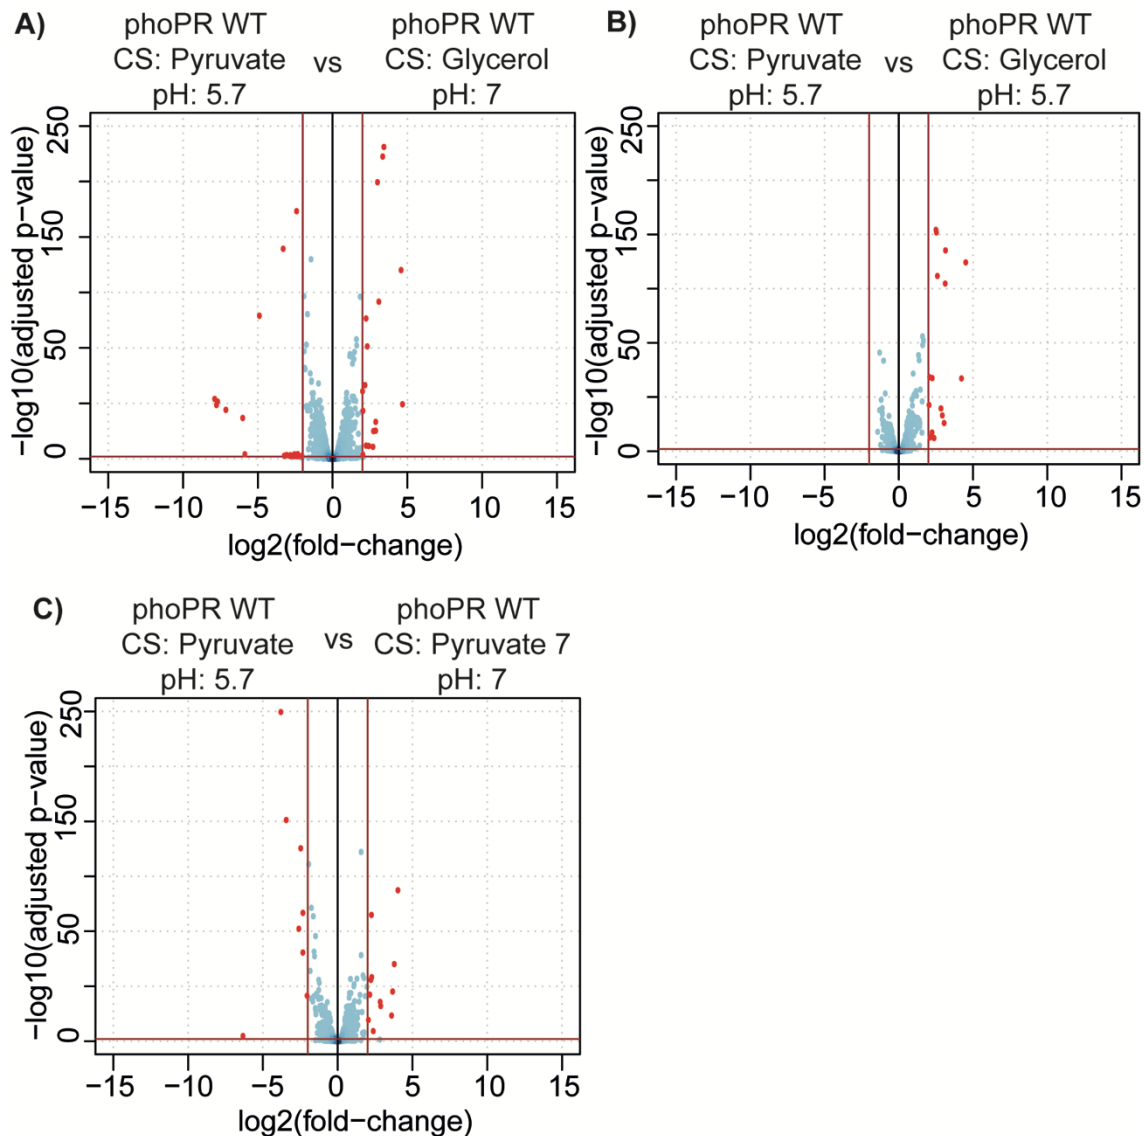 A)
phoPR WT
CS: Pyruvate
pH: 5.7
vs
phoPR WT
CS: Glycerol
pH: 7
−log10(adjusted p−value)
250
150
50
0
−15 −10 −5 0 5 10 15
log2(fold−change)
B)
phoPR WT
CS: Pyruvate
pH: 5.7
vs
phoPR WT
CS: Glycerol
pH: 5.7
−log10(adjusted p−value)
250
150
50
0
−15 −10 −5 0 5 10 15
log2(fold−change)
C)
phoPR WT
CS: Pyruvate
pH: 5.7
vs
phoPR WT
CS: Pyruvate 7
pH: 7
−log10(adjusted p−value)
250
150
50
0
−15 −10 −5 0 5 10 15
log2(fold−change)